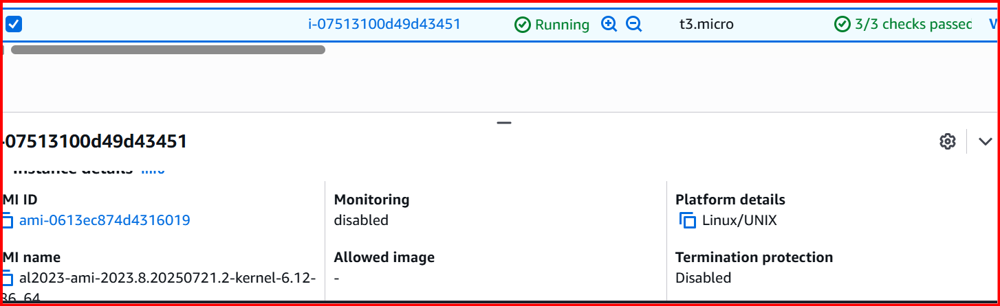 i-07513100d49d43451 Running t3.micro 3/3 checks passed
-07513100d49d43451
Instance details Info
MI ID Monitoring Platform details
ami-0613ec874d4316019 disabled Linux/UNIX
MI name Allowed image Termination protection
al2023-ami-2023.8.20250721.2-kernel-6.12- - Disabled
86_64